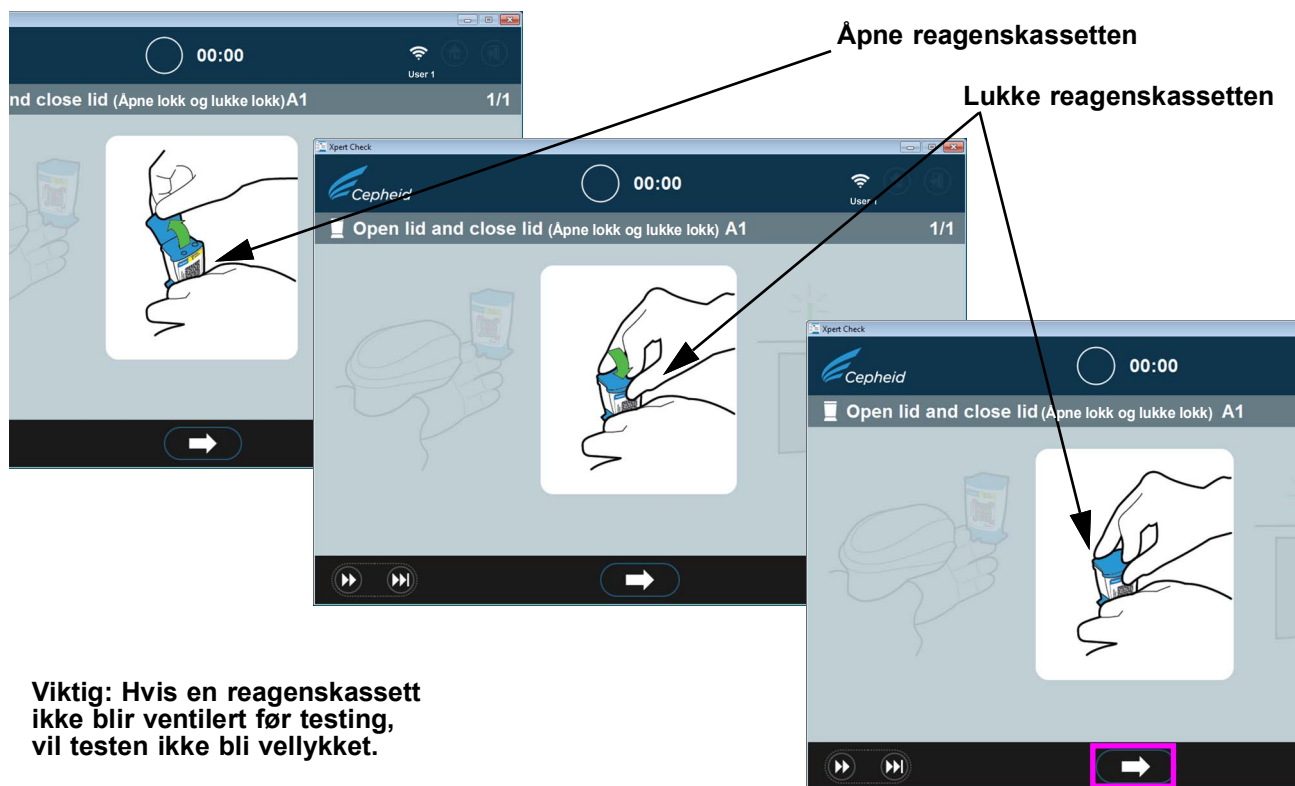 Åpne reagenskassetten
Lukke reagenskassetten
00:00
User 1
nd close lid (Åpne lokk og lukke lokk)A1 1/1
Xpert Check
Cepheid
00:00
User 1
Open lid and close lid (Åpne lokk og lukke lokk) A1 1/1
Xpert Check
Cepheid
00:00
Open lid and close lid (Åpne lokk og lukke lokk) A1
Viktig: Hvis en reagenskassett
ikke blir ventilert før testing,
vil testen ikke bli vellykket.